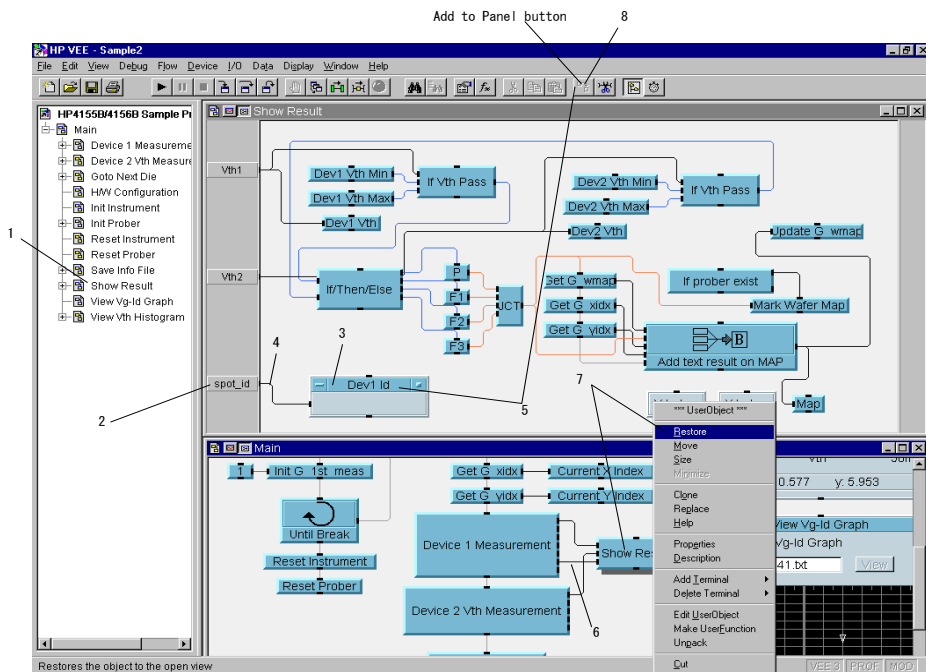 Add to Panel button
8
HP VEE - Sample2
File Edit View Debug Flow Device I/O Data Display Window Help
HP4155B/4156B Sample Pr
Main
Device 1 Measureme
Device 2 Vth Measure
Goto Next Die
H/W Configuration
Init Instrument
Init Prober
Reset Instrument
Reset Prober
Save Info File
Show Result
View Vg-Id Graph
View Vth Histogram
1
2
3
4
5
6
7
Show Result
Vth1
Vth2
spot_id
Dev1 Vth Min
Dev1 Vth Max
If Vth Pass
Dev1 Vth
Dev2 Vth Min
Dev2 Vth Max
If Vth Pass
Dev2 Vth
Update G_wmap
If/Then/Else
P
F1
F2
F3
JCT
Get G_wmap
Get G_xidx
Get G_yidx
If prober exist
Mark Wafer Map
B
Add text result on MAP
Dev1 Id
Map
Main
1
Init G_1st_meas
Until Break
Reset Instrument
Reset Prober
Get G_xidx
Current X Index
Get G_yidx
Current Y Index
Device 1 Measurement
Device 2 Vth Measurement
Show Res
*** UserObject ***
Restore
Move
Size
Minimize
Clone
Replace
Help
Properties
Description
Add Terminal
Delete Terminal
Edit UserObject
Make UserFunction
Unpack
Cut
Vth
0.577
y: 5.953
View Vg-Id Graph
Vg-Id Graph
41.txt
View
Restores the object to the open view
VEE 3
PROF
MOD